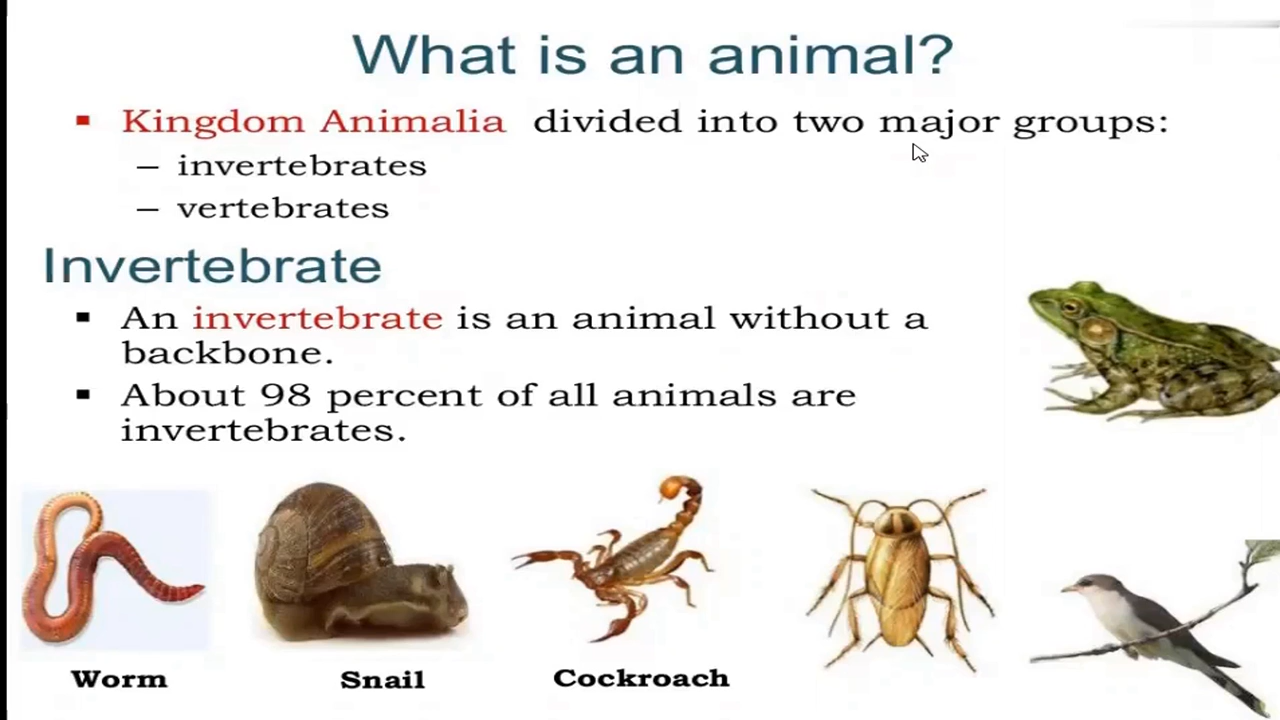 What is an animal?
▪ Kingdom Animalia divided into two major groups:
– invertebrates
– vertebrates
Invertebrate
▪ An invertebrate is an animal without a
backbone.
▪ About 98 percent of all animals are
invertebrates.
Worm
Snail
Cockroach